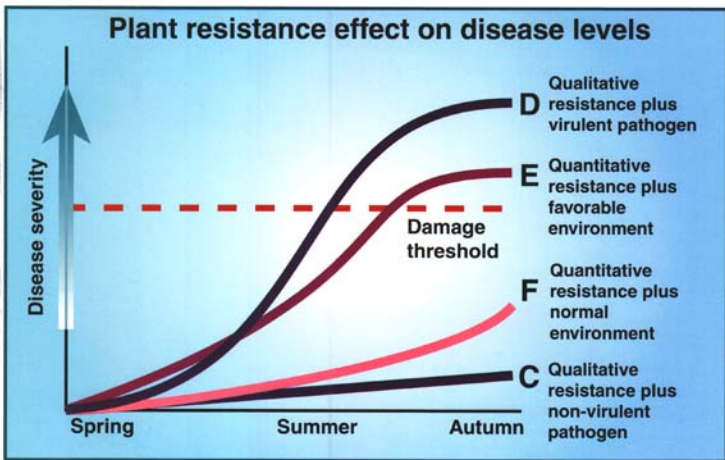 Plant resistance effect on disease levels
Disease severity
D
Qualitative
resistance plus
virulent pathogen
E
Quantitative
resistance plus
favorable
environment
Damage
threshold
F
Quantitative
resistance plus
normal
environment
C
Qualitative
resistance plus
non-virulent
pathogen
Spring
Summer
Autumn